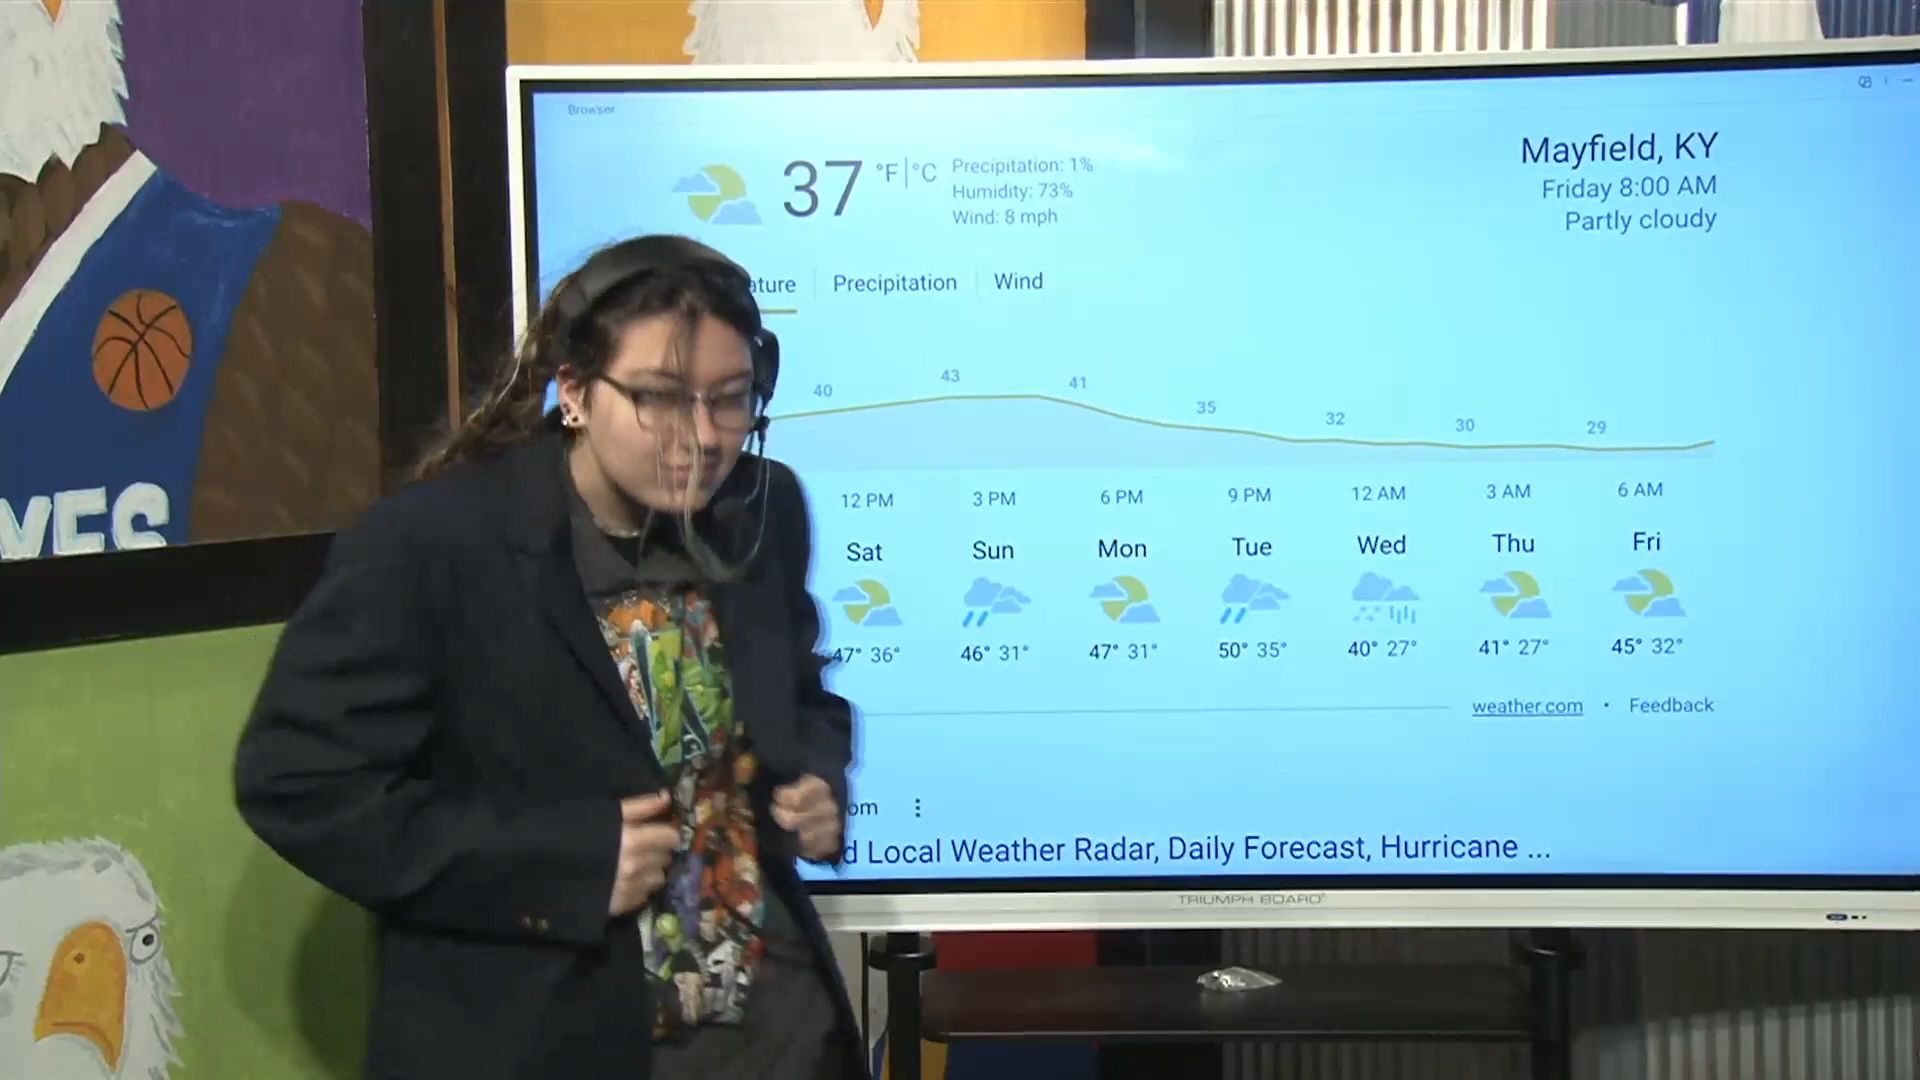 Browser
37 °F|°C
Precipitation: 1%
Humidity: 73%
Wind: 8 mph
Mayfield, KY
Friday 8:00 AM
Partly cloudy
ature Precipitation Wind
40 43 41 35 32 30 29
12 PM 3 PM 6 PM 9 PM 12 AM 3 AM 6 AM
Sat Sun Mon Tue Wed Thu Fri
47° 36° 46° 31° 47° 31° 50° 35° 40° 27° 41° 27° 45° 32°
weather.com • Feedback
om
d Local Weather Radar, Daily Forecast, Hurricane ...
TRIUMPH BOARD
YES